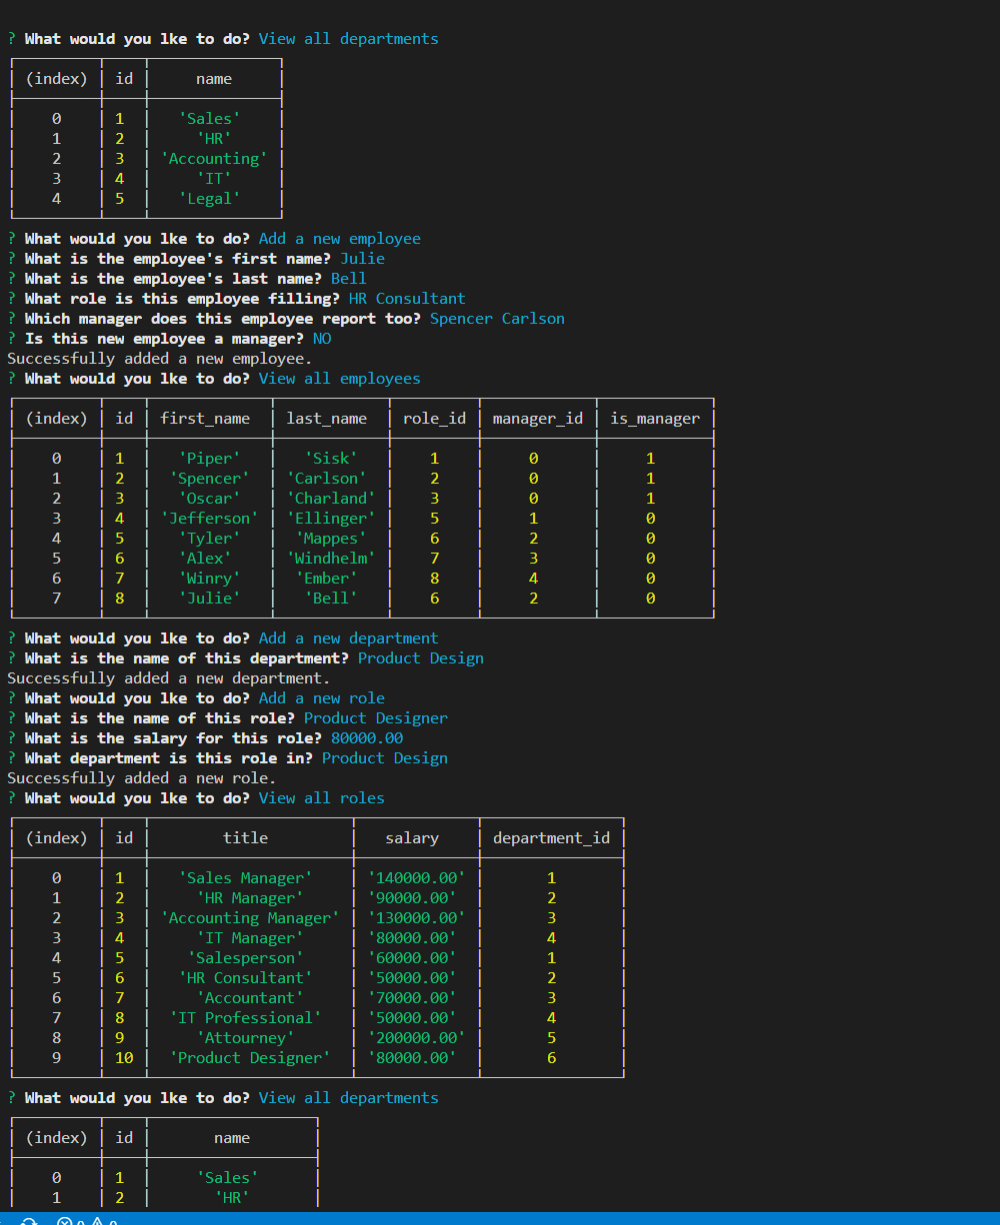 ? What would you lke to do? View all departments
(index) id name
0 1 'Sales'
1 2 'HR'
2 3 'Accounting'
3 4 'IT'
4 5 'Legal'
? What would you lke to do? Add a new employee
? What is the employee's first name? Julie
? What is the employee's last name? Bell
? What role is this employee filling? HR Consultant
? Which manager does this employee report too? Spencer Carlson
? Is this new employee a manager? NO
Successfully added a new employee.
? What would you lke to do? View all employees
(index) id first_name last_name role_id manager_id is_manager
0 1 'Piper' 'Sisk' 1 0 1
1 2 'Spencer' 'Carlson' 2 0 1
2 3 'Oscar' 'Charland' 3 0 1
3 4 'Jefferson' 'Ellinger' 5 1 0
4 5 'Tyler' 'Mappes' 6 2 0
5 6 'Alex' 'Windhelm' 7 3 0
6 7 'Winry' 'Ember' 8 4 0
7 8 'Julie' 'Bell' 6 2 0
? What would you lke to do? Add a new department
? What is the name of this department? Product Design
Successfully added a new department.
? What would you lke to do? Add a new role
? What is the name of this role? Product Designer
? What is the salary for this role? 80000.00
? What department is this role in? Product Design
Successfully added a new role.
? What would you lke to do? View all roles
(index) id title salary department_id
0 1 'Sales Manager' '140000.00' 1
1 2 'HR Manager' '90000.00' 2
2 3 'Accounting Manager' '130000.00' 3
3 4 'IT Manager' '80000.00' 4
4 5 'Salesperson' '60000.00' 1
5 6 'HR Consultant' '50000.00' 2
6 7 'Accountant' '70000.00' 3
7 8 'IT Professional' '50000.00' 4
8 9 'Attourney' '200000.00' 5
9 10 'Product Designer' '80000.00' 6
? What would you lke to do? View all departments
(index) id name
0 1 'Sales'
1 2 'HR'